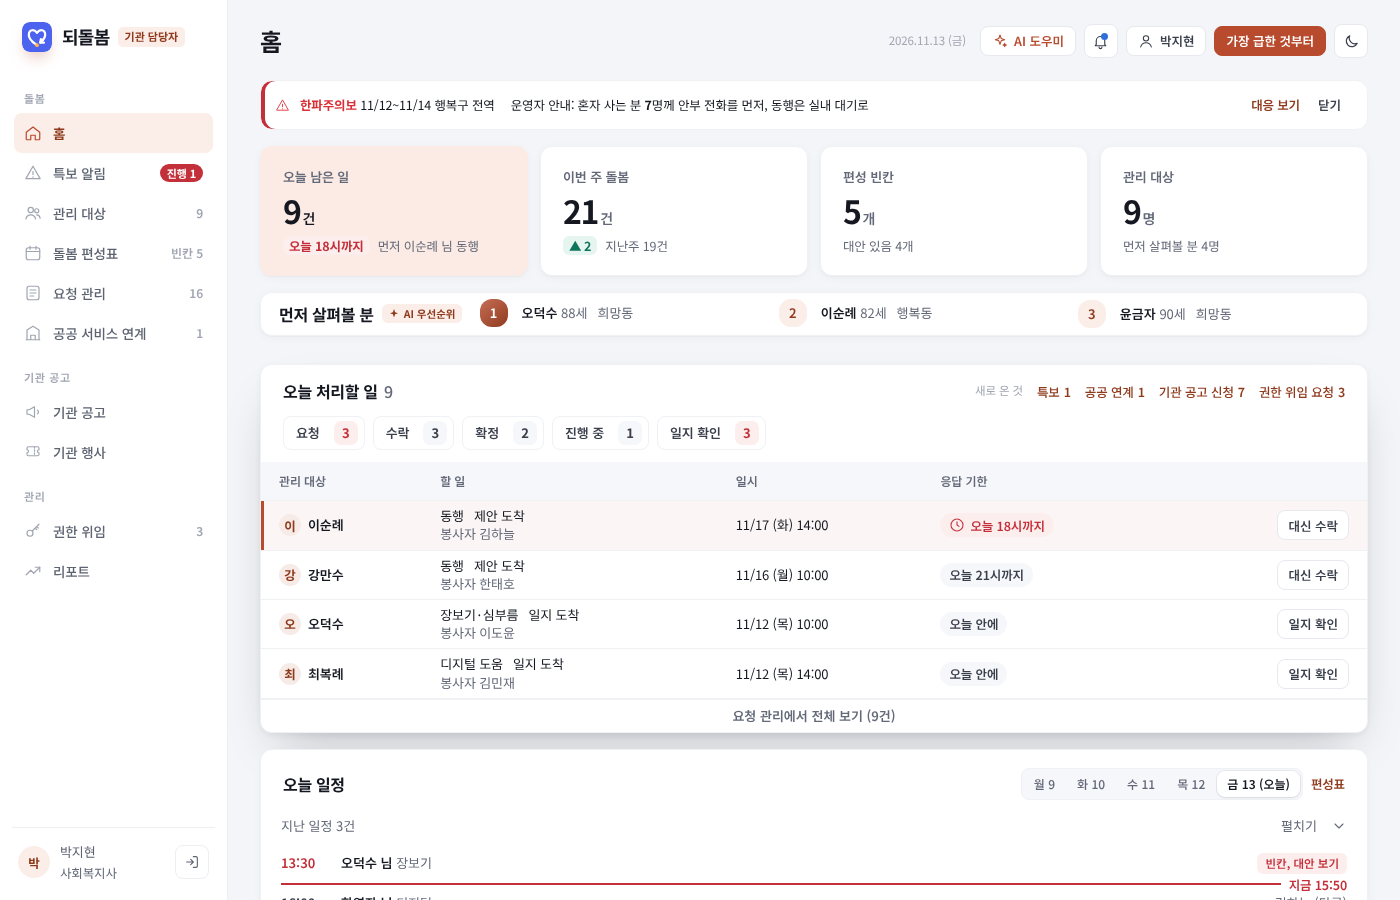 되돌봄 기관 담당자
돌봄
홈
특보 알림 진행 1
관리 대상 9
돌봄 편성표 빈칸 5
요청 관리 16
공공 서비스 연계 1
기관 공고
기관 공고
기관 행사
관리
권한 위임 3
리포트
박 박지현
사회복지사
홈
2026.11.13 (금) AI 도우미 박지현 가장 급한 것부터
한파주의보 11/12~11/14 행복구 전역 운영자 안내: 혼자 사는 분 7명께 안부 전화를 먼저, 동행은 실내 대기로 대응 보기 닫기
오늘 남은 일
9건
오늘 18시까지 먼저 이순례 님 동행
이번 주 돌봄
21건
▲2 지난주 19건
편성 빈칸
5개
대안 있음 4개
관리 대상
9명
먼저 살펴볼 분 4명
먼저 살펴볼 분 AI 우선순위 1 오덕수 88세 희망동 2 이순례 82세 행복동 3 윤금자 90세 희망동
오늘 처리할 일 9
새로 온 것 특보 1 공공 연계 1 기관 공고 신청 7 권한 위임 요청 3
요청 3 수락 3 확정 2 진행 중 1 일지 확인 3
관리 대상 할 일 일시 응답 기한
이 이순례 동행 제안 도착 11/17 (화) 14:00 오늘 18시까지 대신 수락
봉사자 김하늘
강 강만수 동행 제안 도착 11/16 (월) 10:00 오늘 21시까지 대신 수락
봉사자 한태호
오 오덕수 장보기·심부름 일지 도착 11/12 (목) 10:00 오늘 안에 일지 확인
봉사자 이도윤
최 최복례 디지털 도움 일지 도착 11/12 (목) 14:00 오늘 안에 일지 확인
봉사자 김민재
요청 관리에서 전체 보기 (9건)
오늘 일정
월 9 화 10 수 11 목 12 금 13 (오늘) 편성표
지난 일정 3건 펼치기
13:30 오덕수 님 장보기 빈칸, 대안 보기
지금 15:50